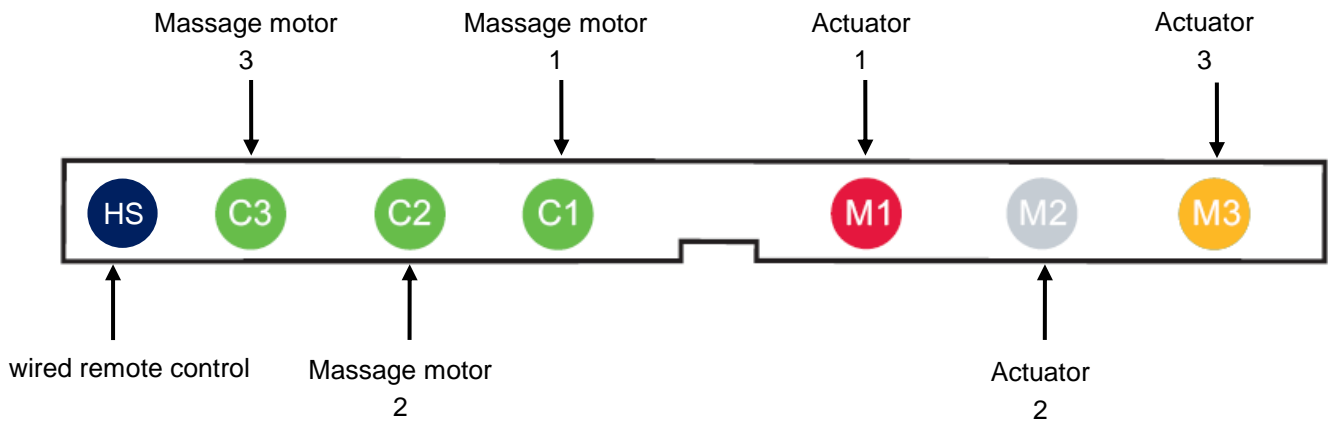 Massage motor
3
Massage motor
1
Actuator
1
Actuator
3
HS
C3
C2
C1
M1
M2
M3
wired remote control
Massage motor
2
Actuator
2